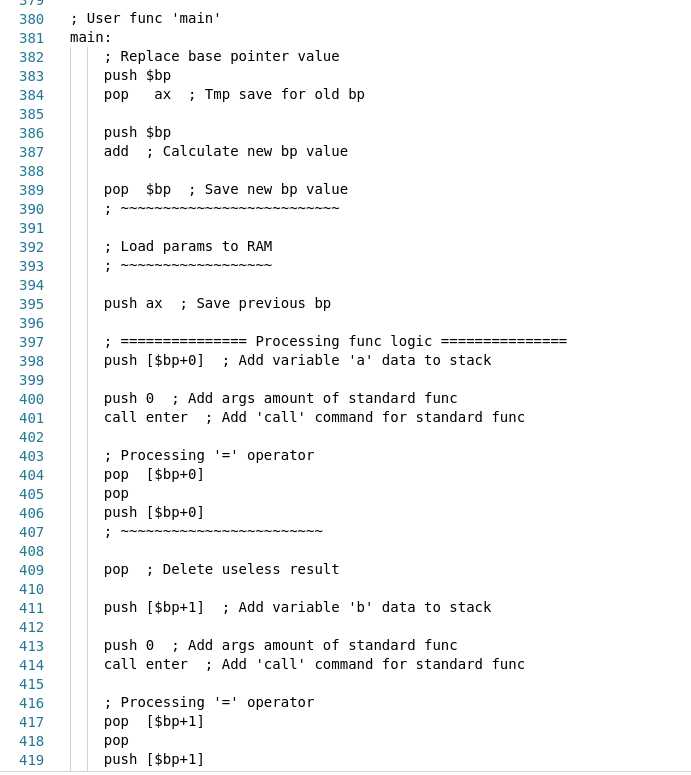 379
380 ; User func 'main'
381 main:
382 ; Replace base pointer value
383 push $bp
384 pop   ax  ; Tmp save for old bp
385
386 push $bp
387 add  ; Calculate new bp value
388
389 pop  $bp  ; Save new bp value
390 ; ~~~~~~~~~~~~~~~~~~~~~~~~~~
391
392 ; Load params to RAM
393 ; ~~~~~~~~~~~~~~~~~~
394
395 push ax  ; Save previous bp
396
397 ; =============== Processing func logic ===============
398 push [$bp+0]  ; Add variable 'a' data to stack
399
400 push 0  ; Add args amount of standard func
401 call enter  ; Add 'call' command for standard func
402
403 ; Processing '=' operator
404 pop  [$bp+0]
405 pop
406 push [$bp+0]
407 ; ~~~~~~~~~~~~~~~~~~~~~~~~
408
409 pop  ; Delete useless result
410
411 push [$bp+1]  ; Add variable 'b' data to stack
412
413 push 0  ; Add args amount of standard func
414 call enter  ; Add 'call' command for standard func
415
416 ; Processing '=' operator
417 pop  [$bp+1]
418 pop
419 push [$bp+1]